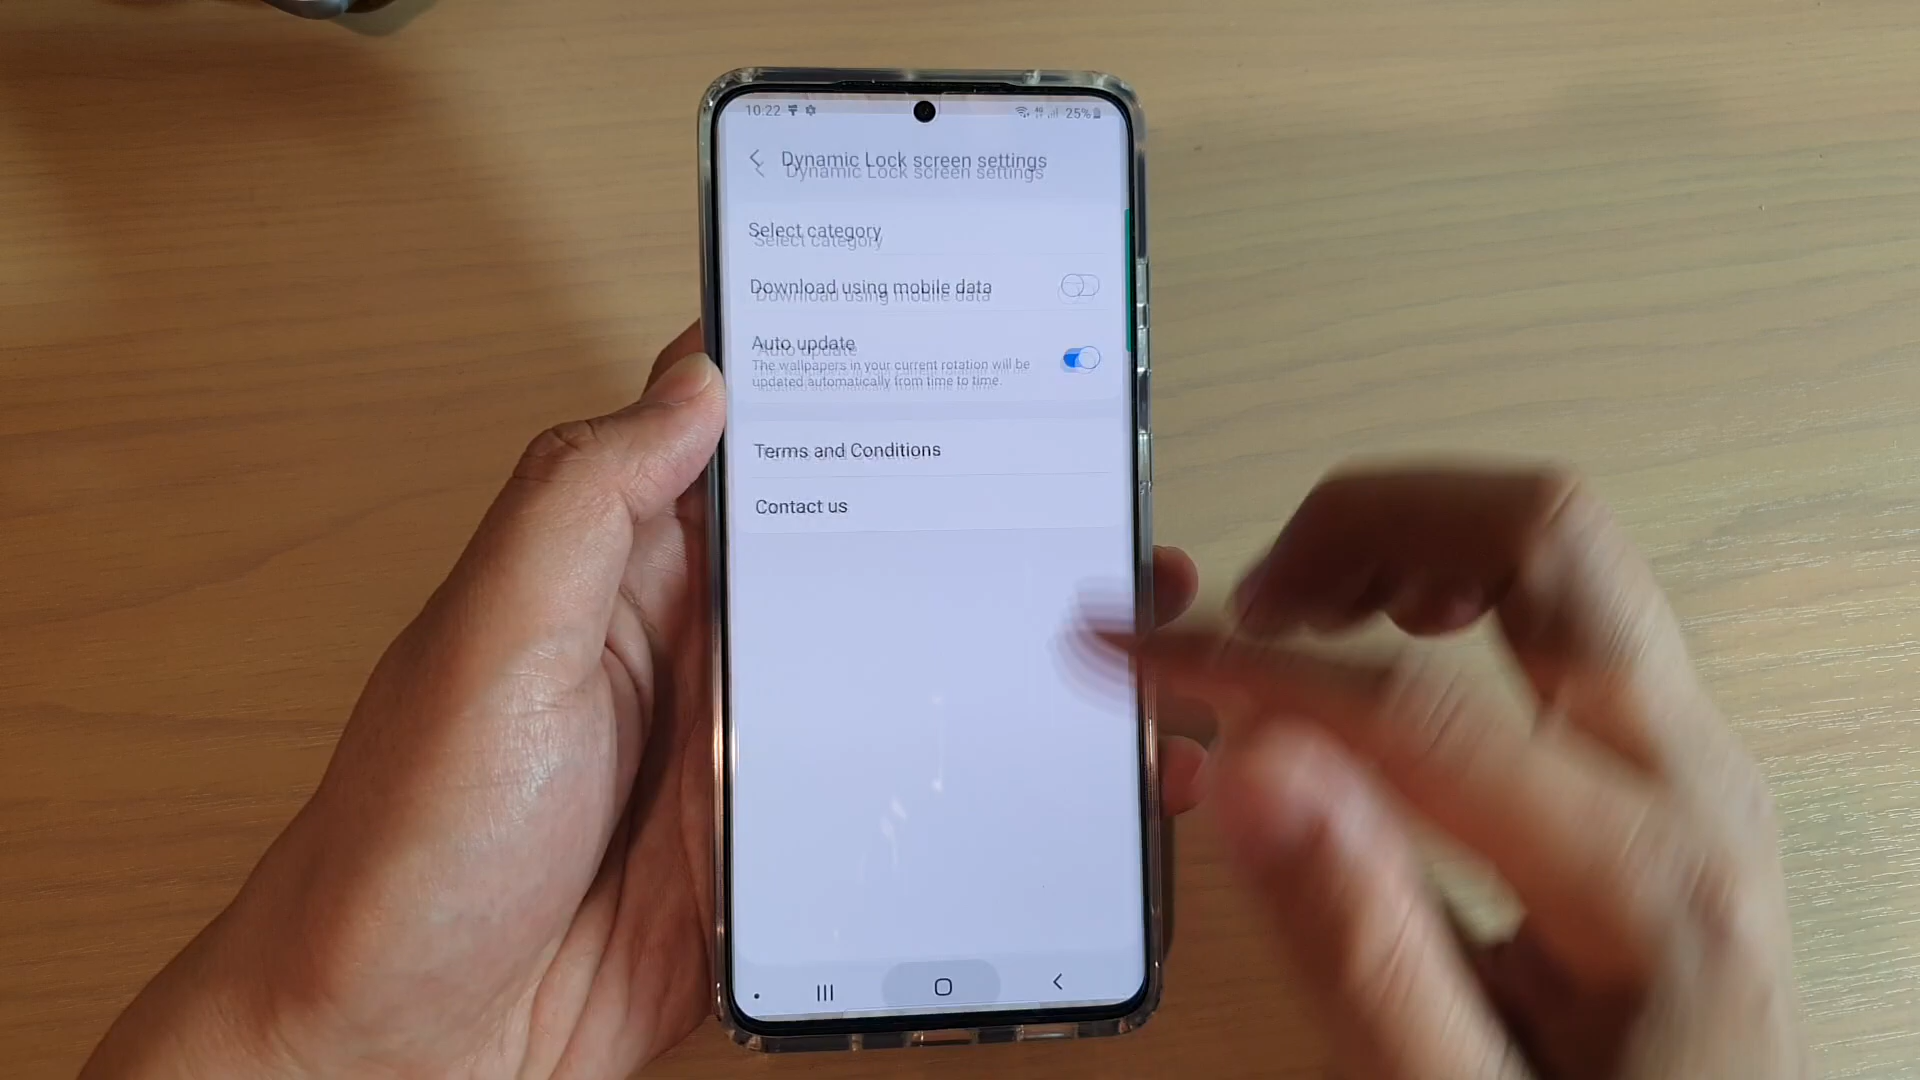 10:22
25%
Dynamic Lock screen settings
Dynamic Lock screen settings
Select category
Select category
Download using mobile data
Download using mobile data
Auto update
Auto update
The wallpapers in your current rotation will be
updated automatically from time to time.
Terms and Conditions
Contact us